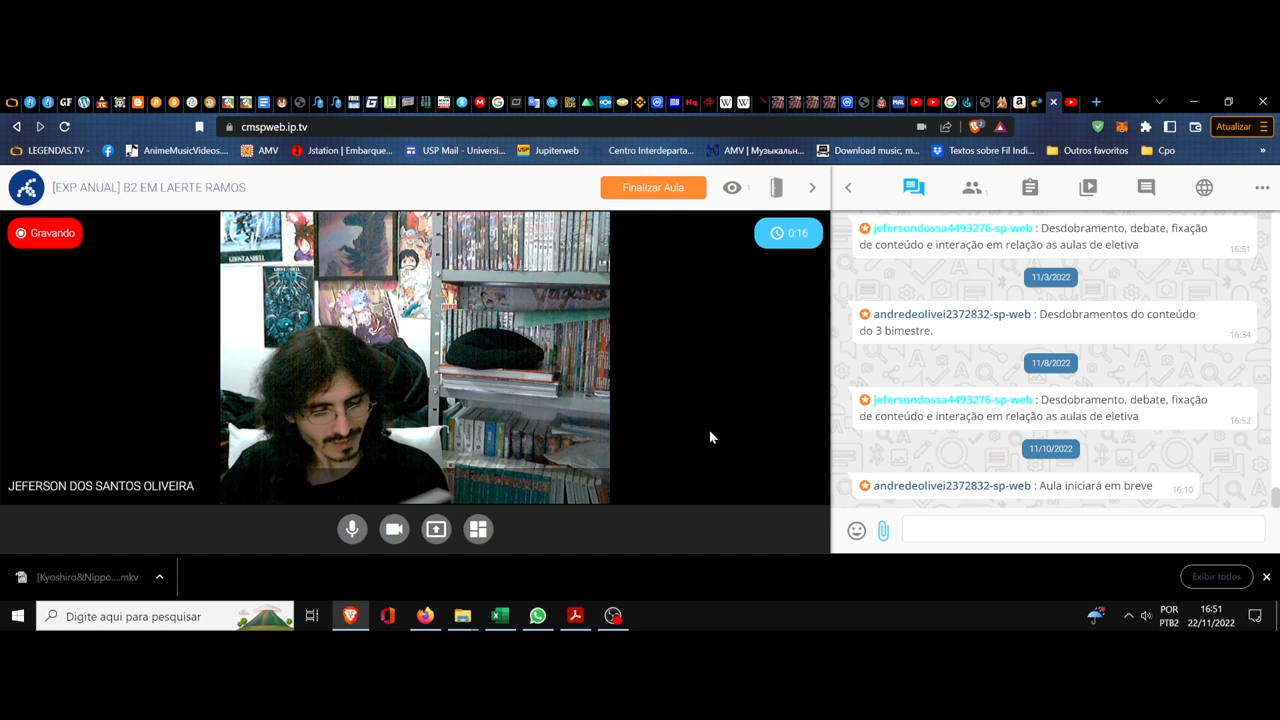 cmspweb.ip.tv
Atualizar
LEGENDAS.TV -
AnimeMusicVideos...
AMV
Jstation | Embarque...
USP Mail - Universi...
Jupiterweb
Centro Interdeparta...
AMV | Музыкальн...
Download music, m...
Textos sobre Fil Indi...
Outros favoritos
Cpo
»
[EXP ANUAL] B2 EM LAERTE RAMOS
Finalizar Aula
1
1
Gravando
0:16
JEFERSON DOS SANTOS OLIVEIRA
jefersondossa4493276-sp-web : Desdobramento, debate, fixação
de conteúdo e interação em relação as aulas de eletiva
16:51
11/3/2022
andredeolivei2372832-sp-web : Desdobramentos do conteúdo
do 3 bimestre.
16:34
11/8/2022
jefersondossa4493276-sp-web : Desdobramento, debate, fixação
de conteúdo e interação em relação as aulas de eletiva
16:52
11/10/2022
andredeolivei2372832-sp-web : Aula iniciará em breve
16:10
[Kyoshiro&Nippo....mkv
Exibir todos
Digite aqui para pesquisar
POR
PTB2
16:51
22/11/2022